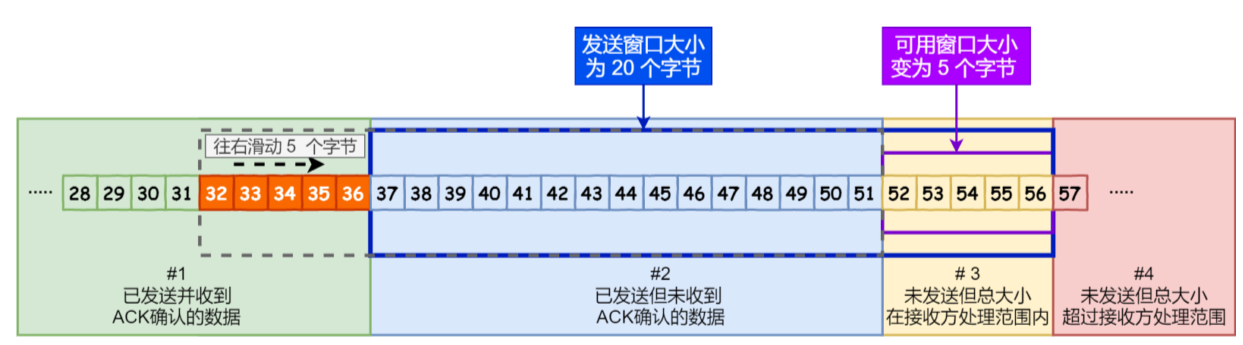 发送窗口大小
为 20 个字节
可用窗口大小
变为 5 个字节
往右滑动 5 个字节
····· 28 29 30 31 32 33 34 35 36 37 38 39 40 41 42 43 44 45 46 47 48 49 50 51 52 53 54 55 56 57 ·····
#1
已发送并收到
ACK确认的数据
#2
已发送但未收到
ACK确认的数据
# 3
未发送但总大小
在接收方处理范围内
#4
未发送但总大小
超过接收方处理范围